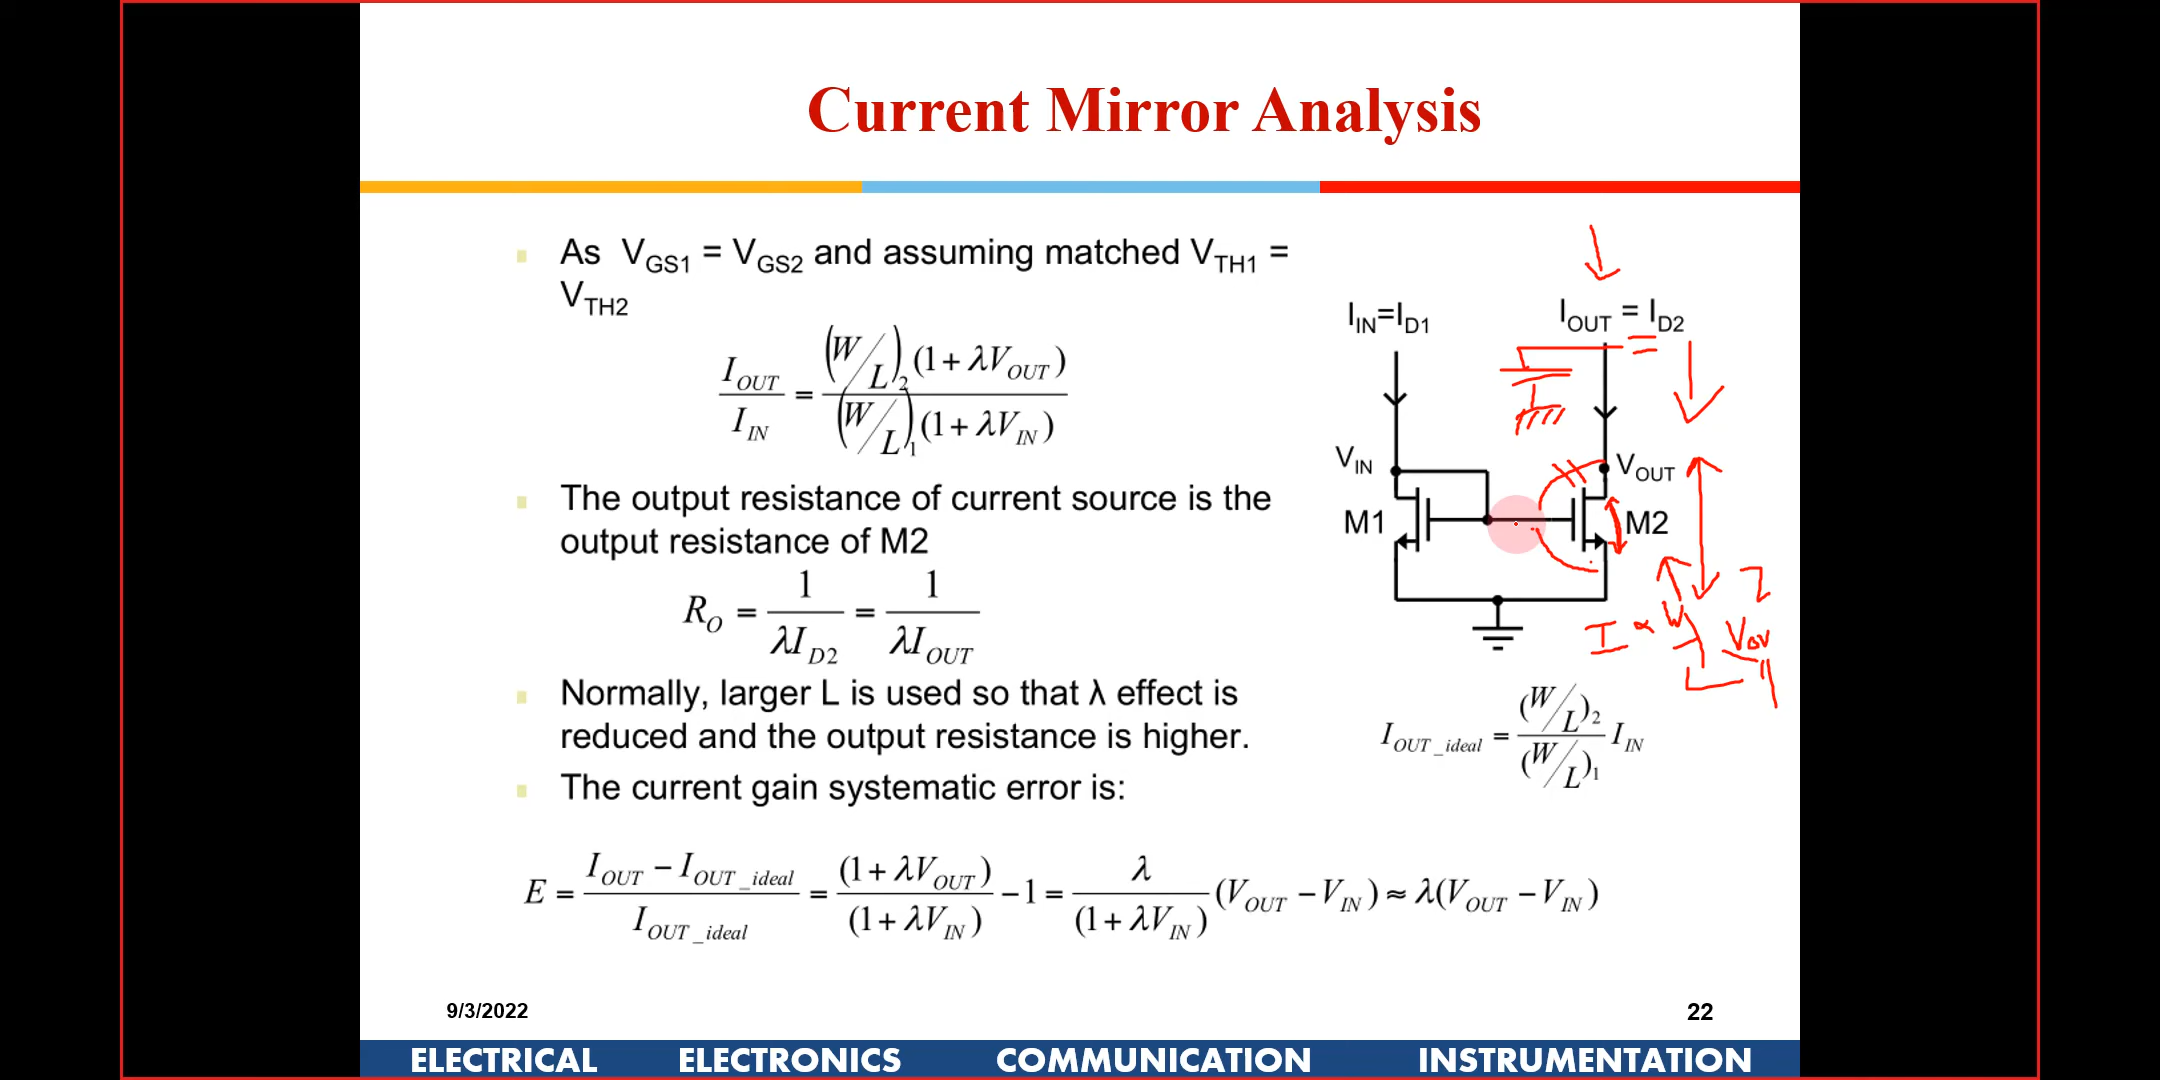 Current Mirror Analysis
As V_GS1 = V_GS2 and assuming matched V_TH1 =
V_TH2
I_OUT / I_IN = (W/L)_2 (1 + λV_OUT) / (W/L)_1 (1 + λV_IN)
The output resistance of current source is the
output resistance of M2
R_O = 1 / λI_D2 = 1 / λI_OUT
Normally, larger L is used so that λ effect is
reduced and the output resistance is higher.
The current gain systematic error is:
E = (I_OUT − I_OUT_ideal) / I_OUT_ideal = (1 + λV_OUT) / (1 + λV_IN) − 1 = λ / (1 + λV_IN) (V_OUT − V_IN) ≈ λ(V_OUT − V_IN)
I_IN=I_D1
I_OUT = I_D2
V_IN
V_OUT
M1
M2
I ∝ W V_OV
L
I_OUT_ideal = (W/L)_2 / (W/L)_1 I_IN
9/3/2022
22
ELECTRICAL ELECTRONICS COMMUNICATION INSTRUMENTATION